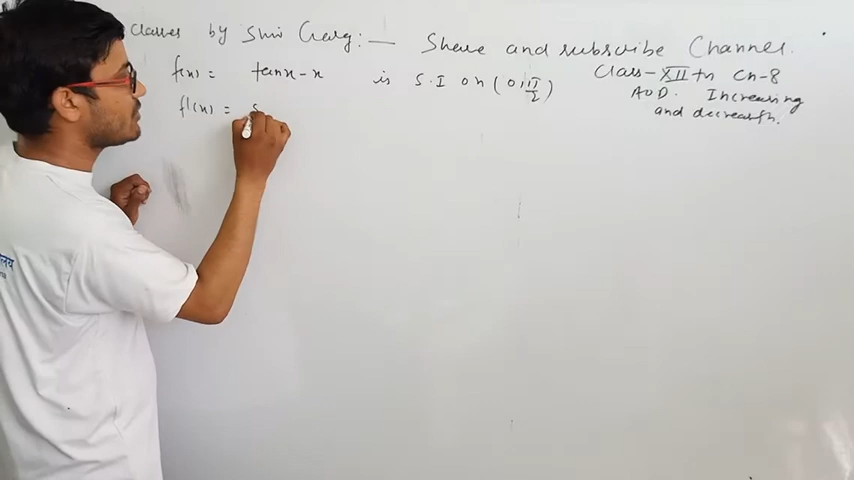 classes by Shiv Garg:— Share and subscribe Channel.
f(x) = tanx - x is S.I on (0, π/2)
Class - XII th Ch-8
AOD. Increasing
and decreasfn.
f'(x) = s